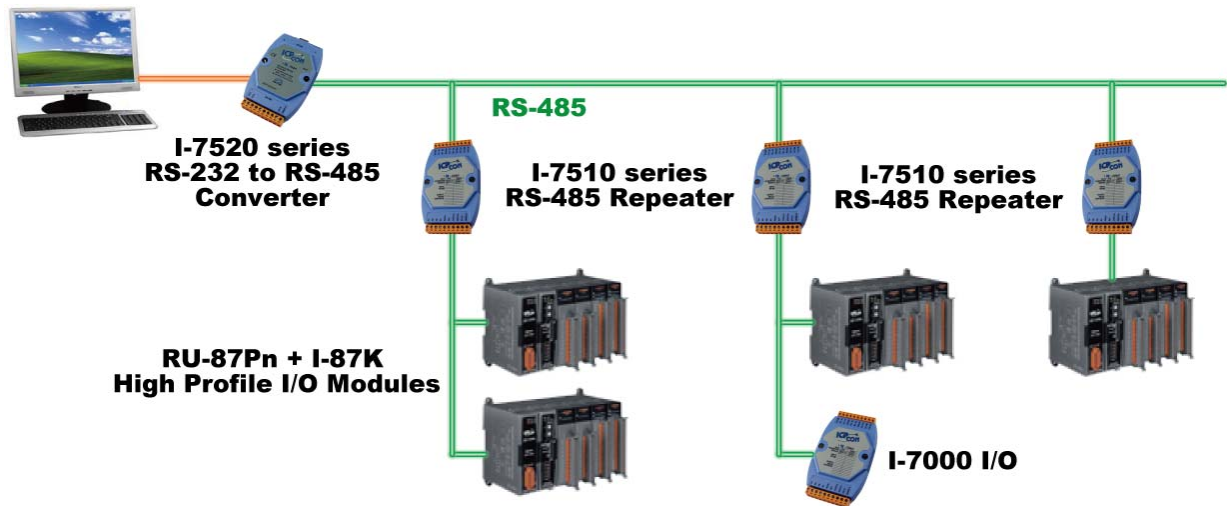 RS-485
I-7520 series
RS-232 to RS-485
Converter
I-7510 series
RS-485 Repeater
I-7510 series
RS-485 Repeater
RU-87Pn + I-87K
High Profile I/O Modules
I-7000 I/O